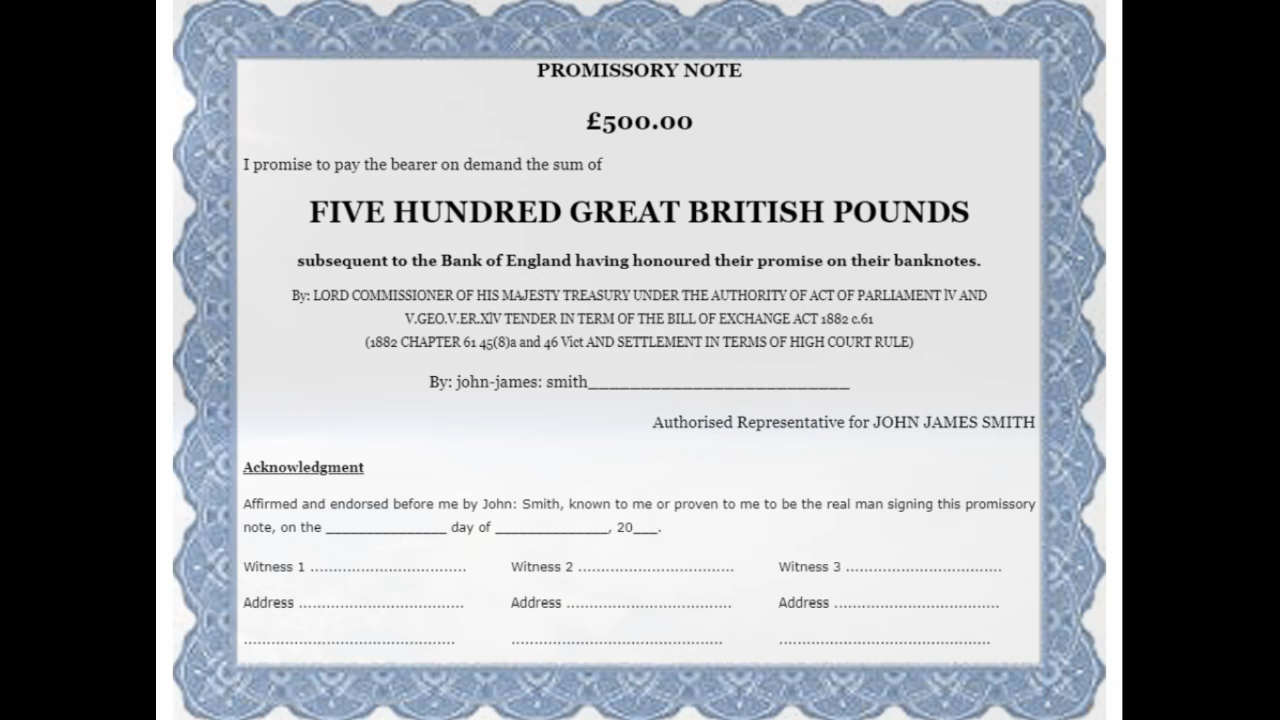 PROMISSORY NOTE
£500.00
I promise to pay the bearer on demand the sum of
FIVE HUNDRED GREAT BRITISH POUNDS
subsequent to the Bank of England having honoured their promise on their banknotes.
By: LORD COMMISSIONER OF HIS MAJESTY TREASURY UNDER THE AUTHORITY OF ACT OF PARLIAMENT lV AND
V.GEO.V.ER.XlV TENDER IN TERM OF THE BILL OF EXCHANGE ACT 1882 c.61
(1882 CHAPTER 61 45(8)a and 46 Vict AND SETTLEMENT IN TERMS OF HIGH COURT RULE)
By: john-james: smith__________________________
Authorised Representative for JOHN JAMES SMITH
Acknowledgment
Affirmed and endorsed before me by John: Smith, known to me or proven to me to be the real man signing this promissory
note, on the _______________ day of ______________, 20___.
Witness 1 ....................................... Witness 2 ....................................... Witness 3 .......................................
Address ......................................... Address ......................................... Address .........................................
..................................................... ..................................................... .....................................................